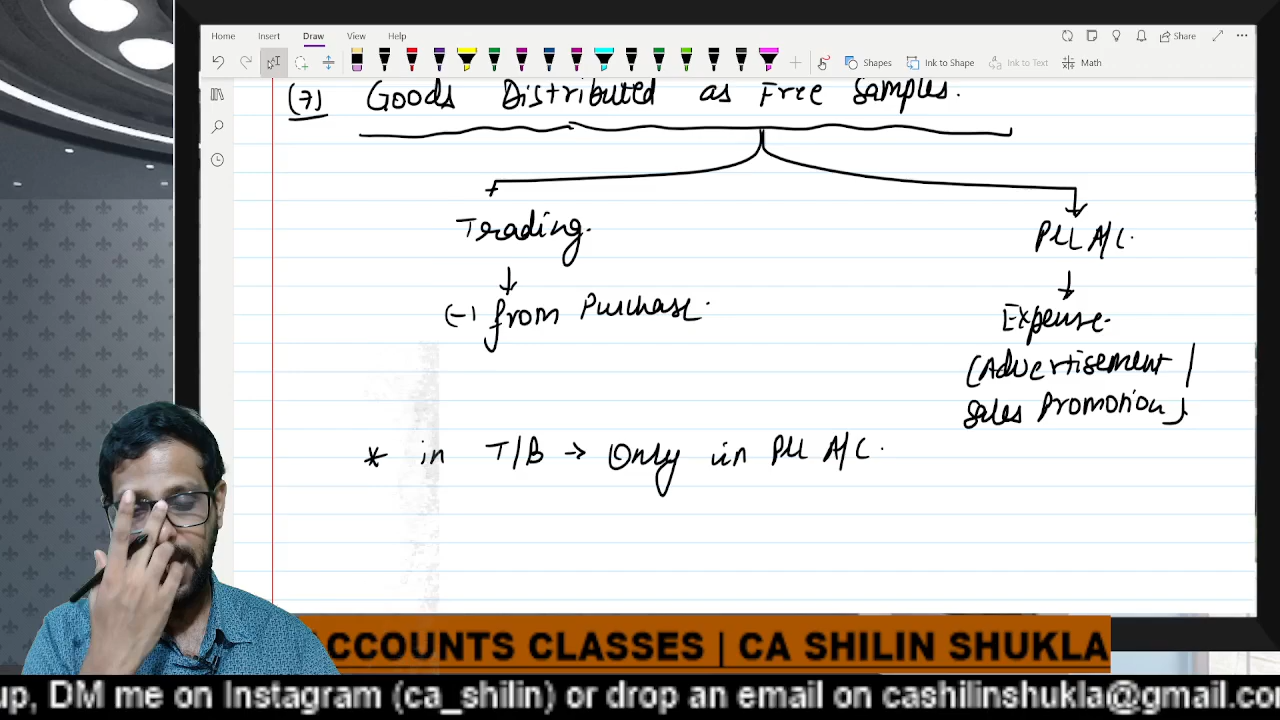 Home Insert Draw View Help
Share
Shapes Ink to Shape Ink to Text Math
(7) Goods Distributed as Free Samples.
Trading.
P&L A/C.
(-) from Purchase.
Expense.
(Advertisement /
Sales Promotion)
* in T/B → Only in P&L A/C.
CCOUNTS CLASSES | CA SHILIN SHUKLA
up, DM me on Instagram (ca_shilin) or drop an email on cashilinshukla@gmail.co